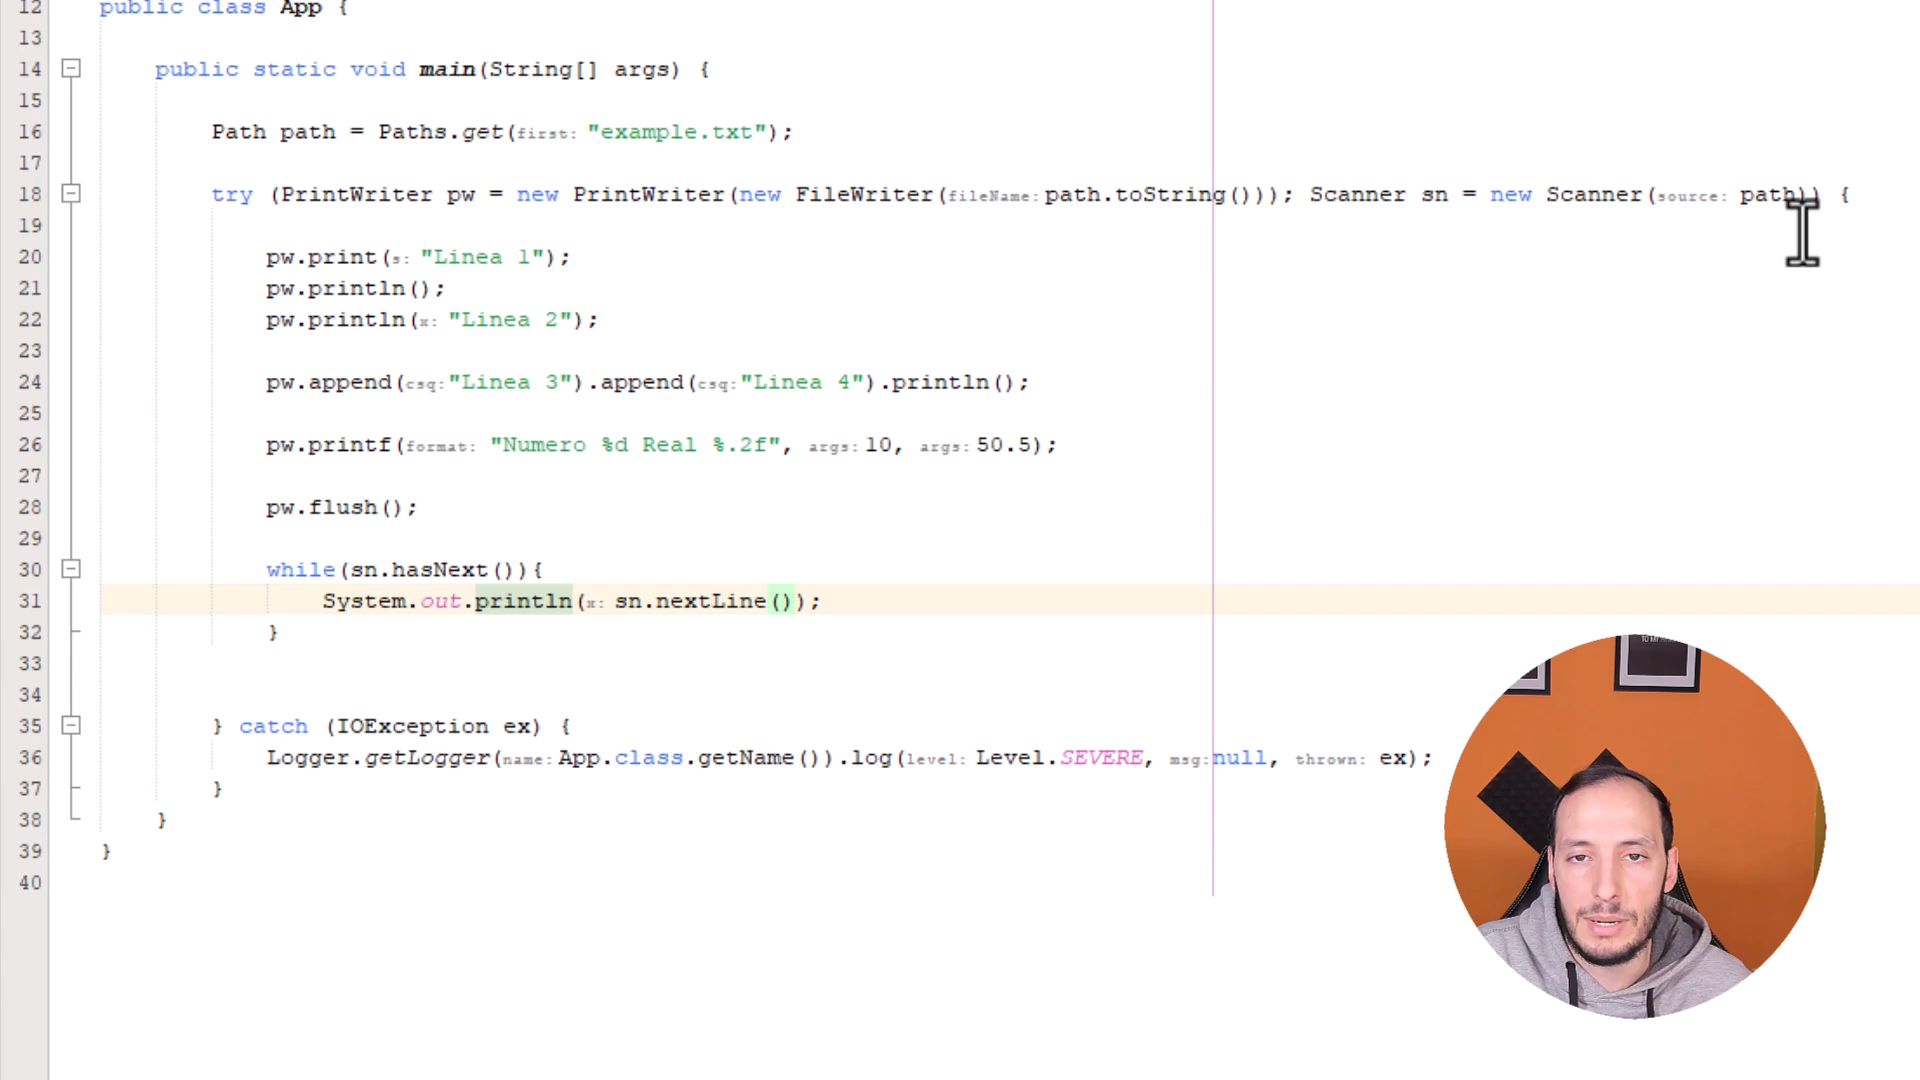 12 public class App {
13
14 public static void main(String[] args) {
15
16 Path path = Paths.get(first: "example.txt");
17
18 try (PrintWriter pw = new PrintWriter(new FileWriter(fileName: path.toString())); Scanner sn = new Scanner(source: path)) {
19
20 pw.print(s: "Linea 1");
21 pw.println();
22 pw.println(x: "Linea 2");
23
24 pw.append(csq: "Linea 3").append(csq: "Linea 4").println();
25
26 pw.printf(format: "Numero %d Real %.2f", args: 10, args: 50.5);
27
28 pw.flush();
29
30 while(sn.hasNext()){
31 System.out.println(x: sn.nextLine());
32 }
33
34
35 } catch (IOException ex) {
36 Logger.getLogger(name: App.class.getName()).log(level: Level.SEVERE, msg: null, thrown: ex);
37 }
38 }
39 }
40